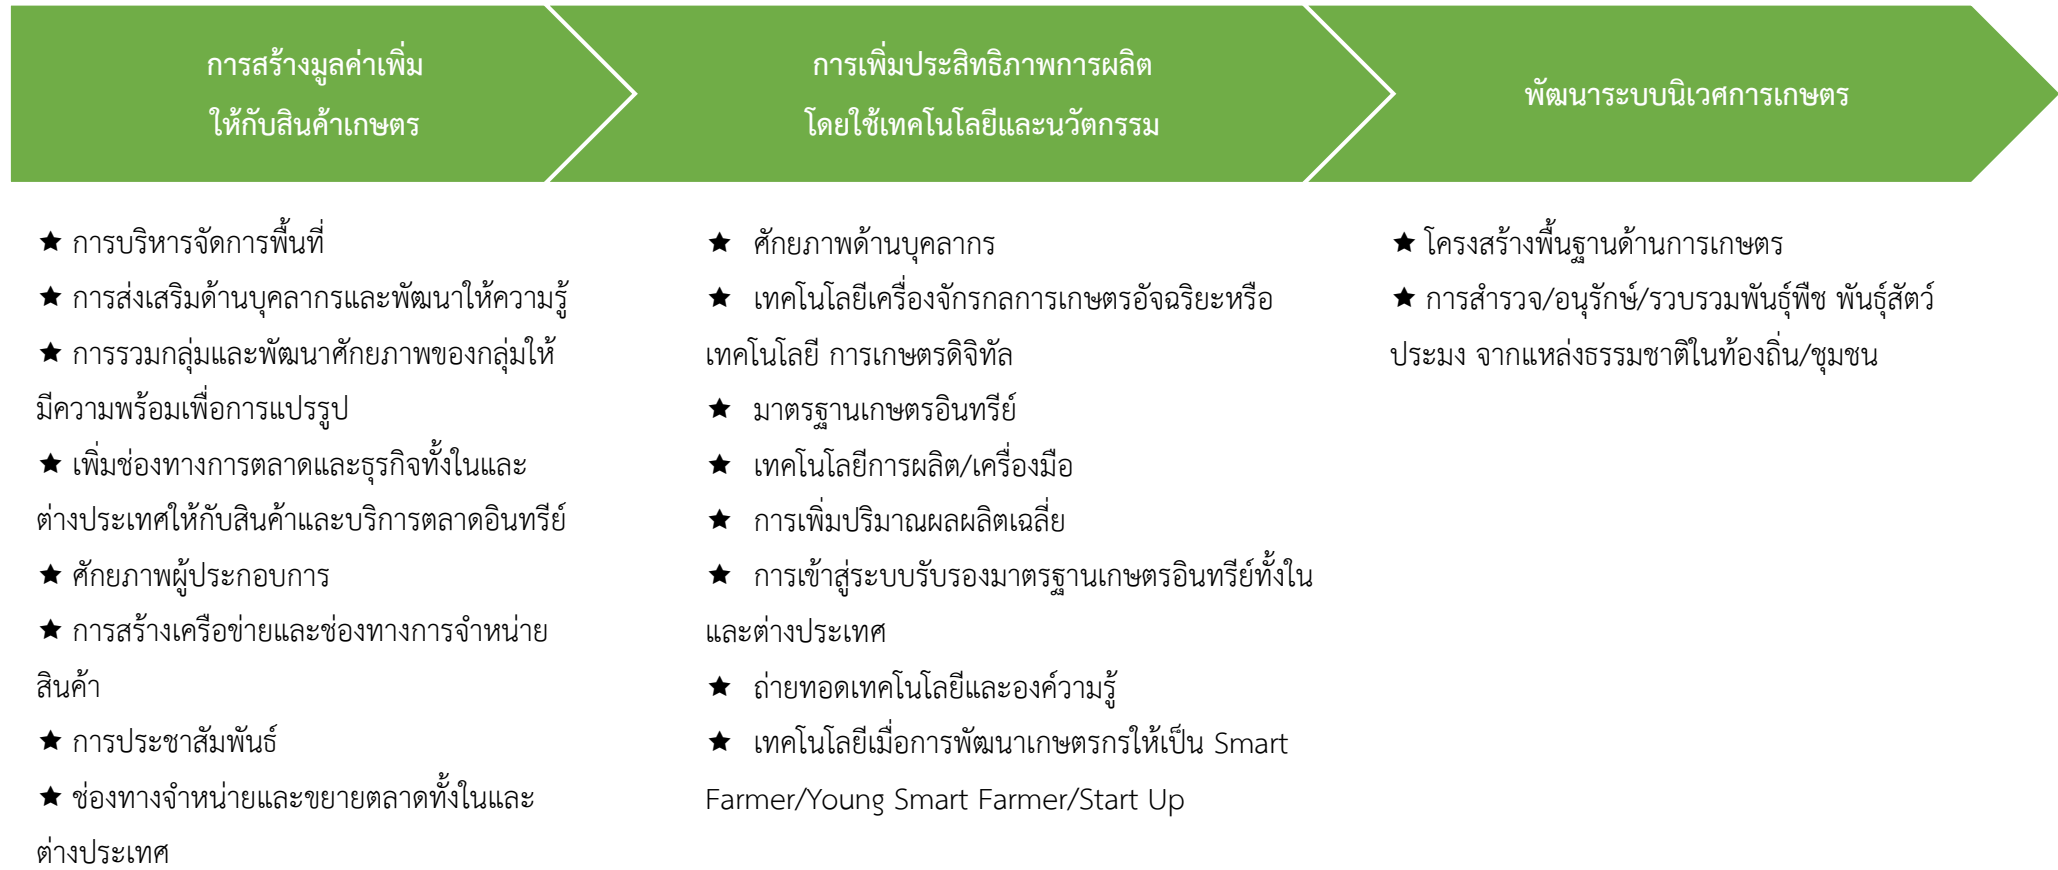 การสร้างมูลค่าเพิ่ม
ให้กับสินค้าเกษตร
การเพิ่มประสิทธิภาพการผลิต
โดยใช้เทคโนโลยีและนวัตกรรม
พัฒนาระบบนิเวศการเกษตร
★ การบริหารจัดการพื้นที่
★ การส่งเสริมด้านบุคลากรและพัฒนาให้ความรู้
★ การรวมกลุ่มและพัฒนาศักยภาพของกลุ่มให้
มีความพร้อมเพื่อการแปรรูป
★ เพิ่มช่องทางการตลาดและธุรกิจทั้งในและ
ต่างประเทศให้กับสินค้าและบริการตลาดอินทรีย์
★ ศักยภาพผู้ประกอบการ
★ การสร้างเครือข่ายและช่องทางการจำหน่าย
สินค้า
★ การประชาสัมพันธ์
★ ช่องทางจำหน่ายและขยายตลาดทั้งในและ
ต่างประเทศ
★ ศักยภาพด้านบุคลากร
★ เทคโนโลยีเครื่องจักรกลการเกษตรอัจฉริยะหรือ
เทคโนโลยี การเกษตรดิจิทัล
★ มาตรฐานเกษตรอินทรีย์
★ เทคโนโลยีการผลิต/เครื่องมือ
★ การเพิ่มปริมาณผลผลิตเฉลี่ย
★ การเข้าสู่ระบบรับรองมาตรฐานเกษตรอินทรีย์ทั้งใน
และต่างประเทศ
★ ถ่ายทอดเทคโนโลยีและองค์วามรู้
★ เทคโนโลยีเมื่อการพัฒนาเกษตรกรให้เป็น Smart
Farmer/Young Smart Farmer/Start Up
★ โครงสร้างพื้นฐานด้านการเกษตร
★ การสำรวจ/อนุรักษ์/รวบรวมพันธุ์พืช พันธุ์สัตว์
ประมง จากแหล่งธรรมชาติในท้องถิ่น/ชุมชน